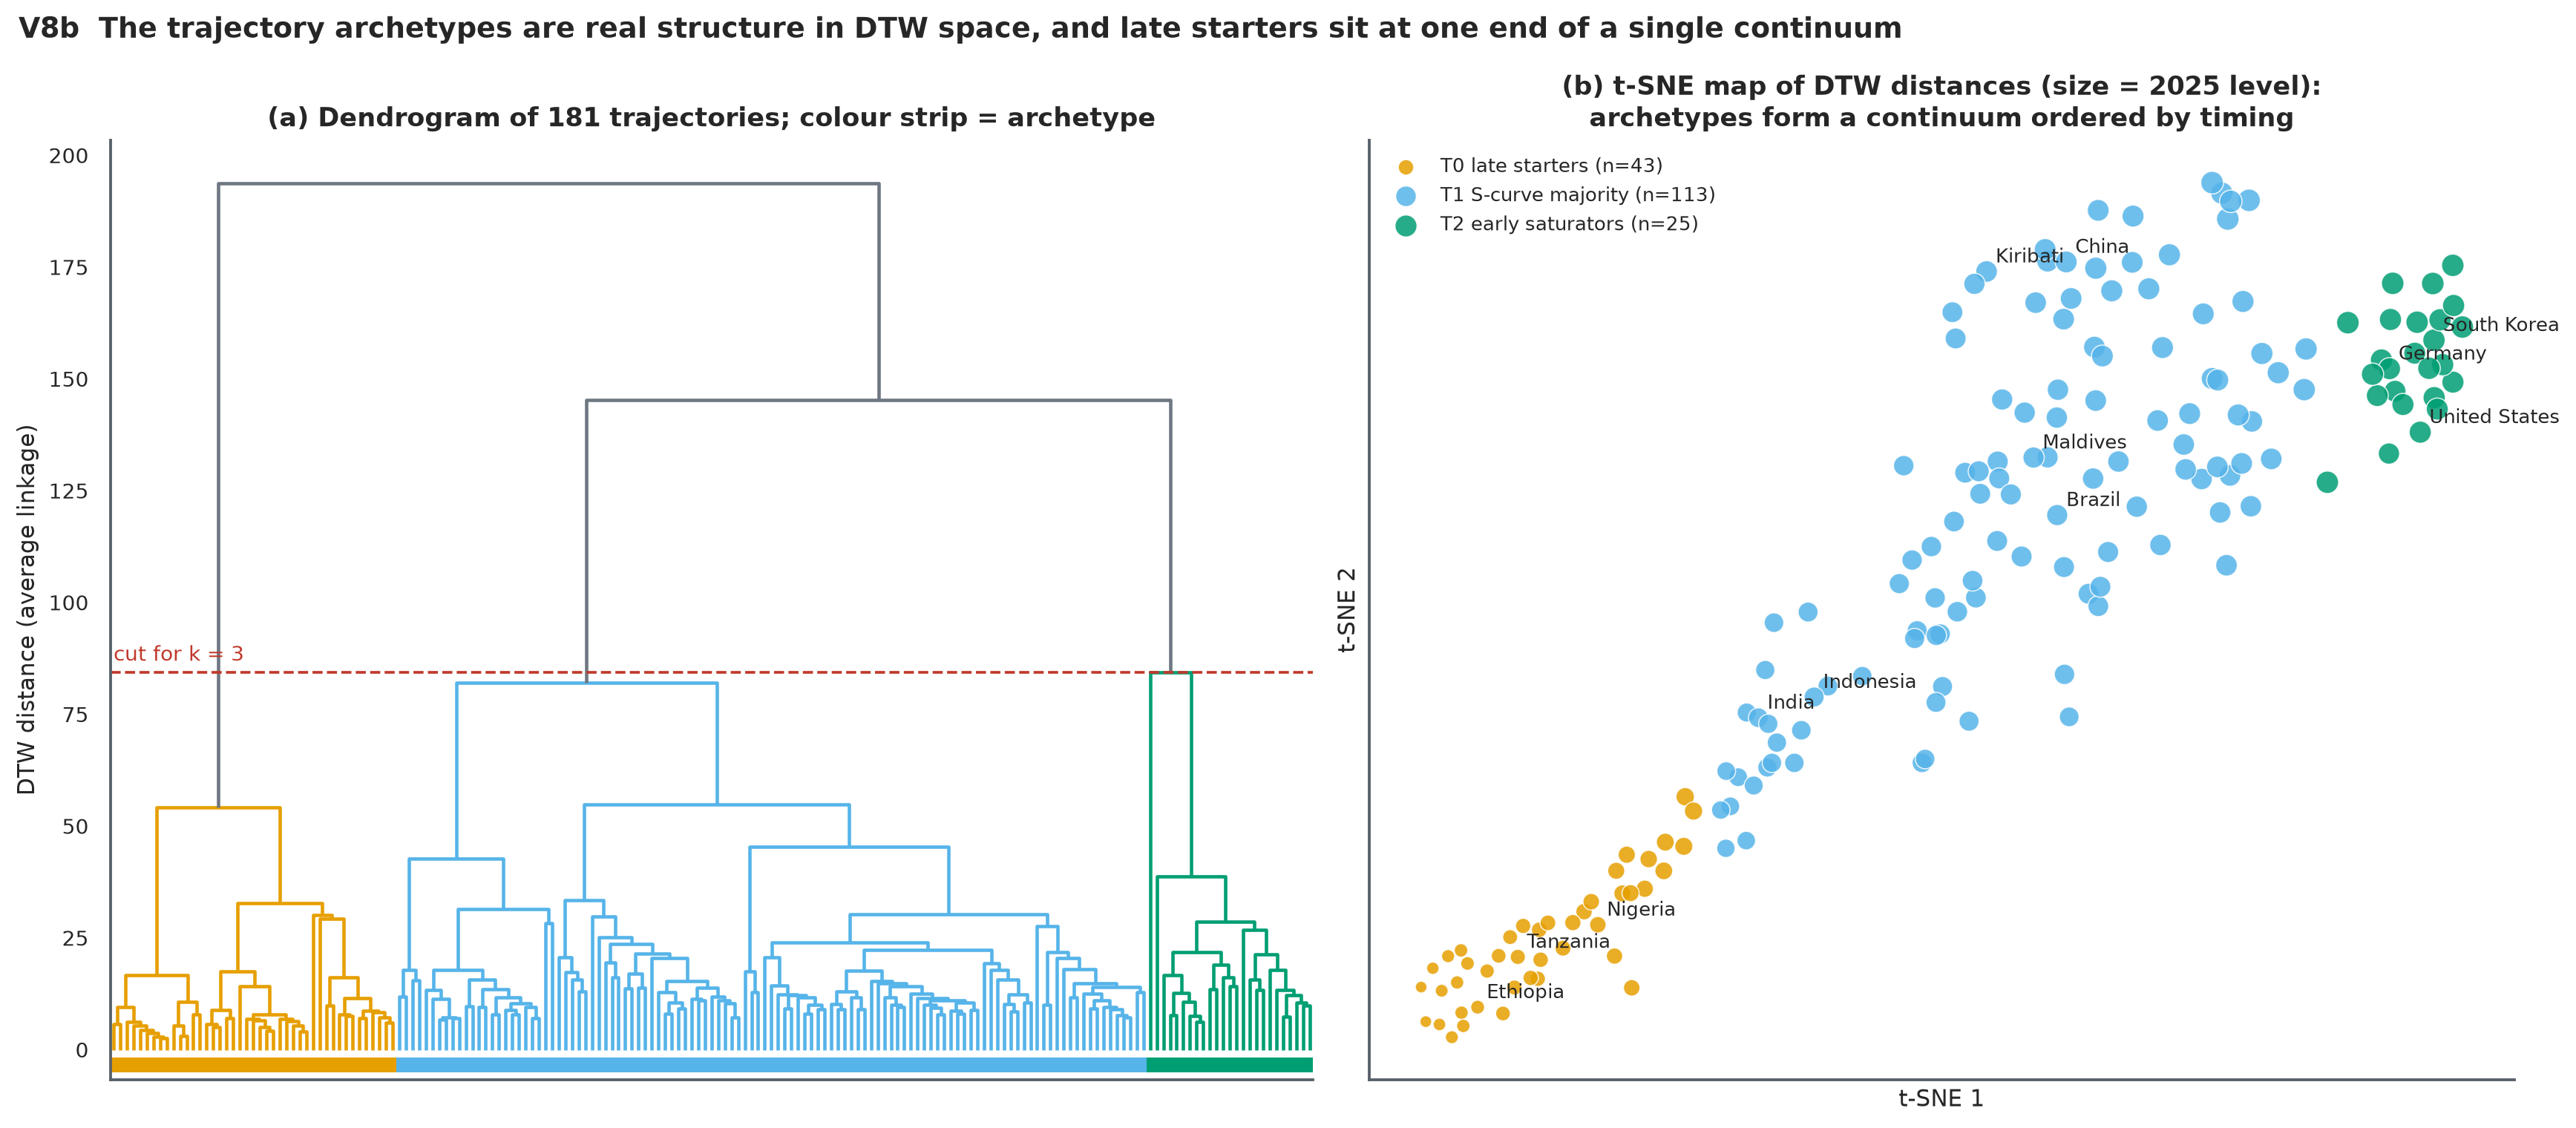 V8b The trajectory archetypes are real structure in DTW space, and late starters sit at one end of a single continuum
(a) Dendrogram of 181 trajectories; colour strip = archetype
DTW distance (average linkage)
200
175
150
125
100
75
50
25
0
cut for k = 3
(b) t-SNE map of DTW distances (size = 2025 level):
archetypes form a continuum ordered by timing
T0 late starters (n=43)
T1 S-curve majority (n=113)
T2 early saturators (n=25)
Kiribati
China
South Korea
Germany
United States
Maldives
Brazil
Indonesia
India
Nigeria
Tanzania
Ethiopia
t-SNE 2
t-SNE 1